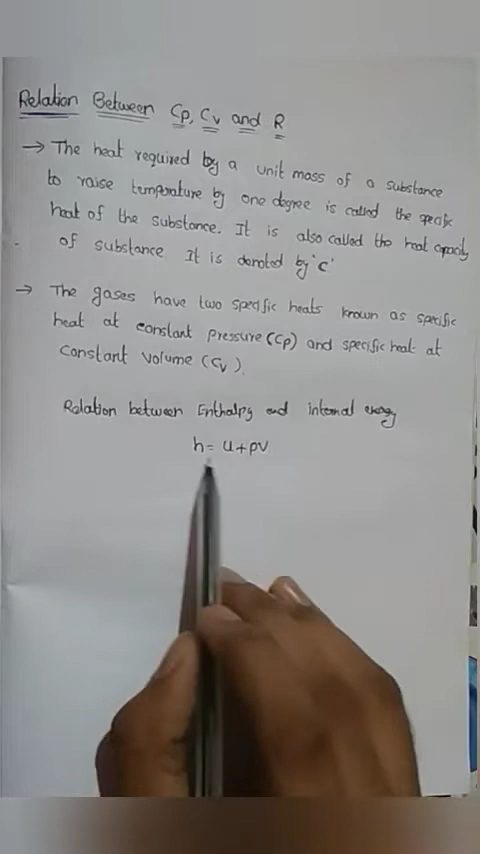 Relation Between Cp, Cv and R
→ The heat required by a unit mass of a substance
to raise temperature by one degree is called the specific
heat of the substance. It is also called the heat capacity
of substance It is denoted by 'C'
→ The gases have two specific heats known as specific
heat at constant pressure (Cp) and specific heat at
constant volume (Cv).
Relation between Enthalpy and internal energy
h = u+pv